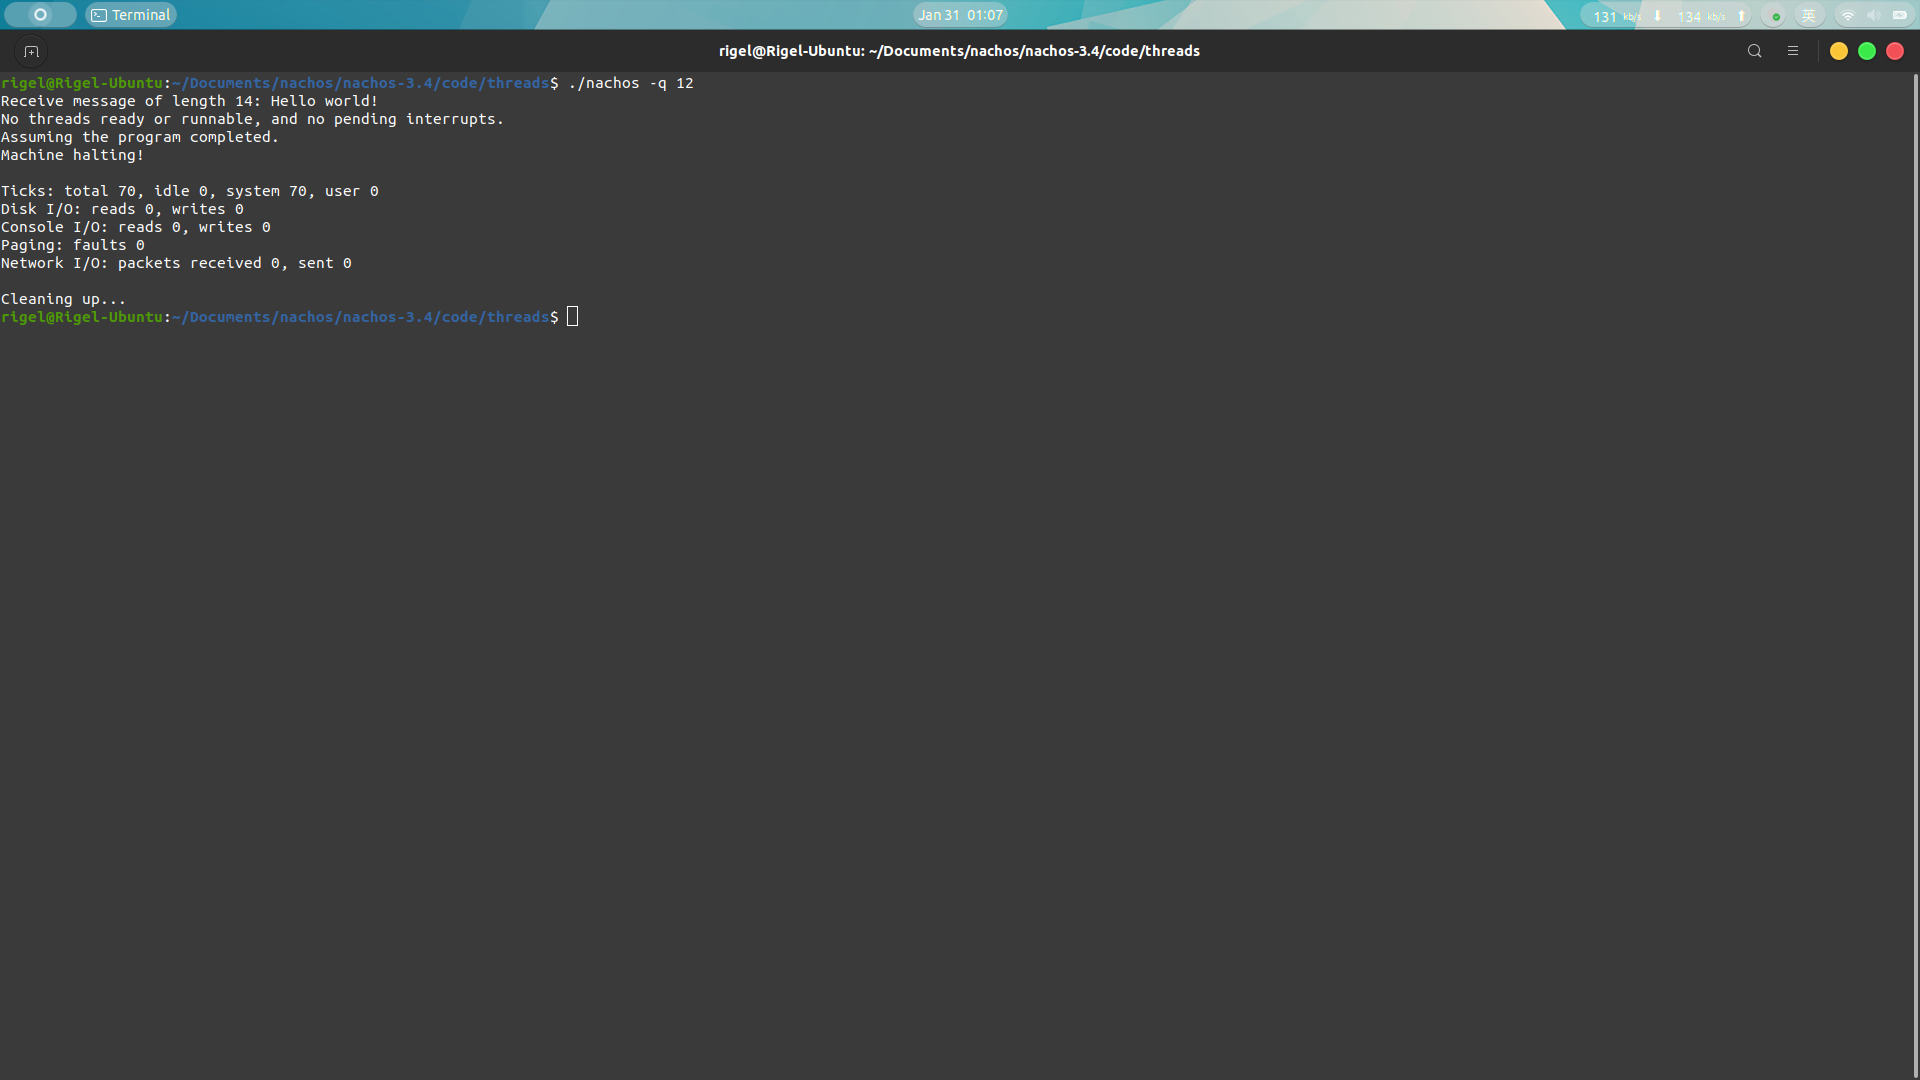 Terminal
Jan 31 01:07
131 kb/s ⬇ 134 kb/s ⬆
英
rigel@Rigel-Ubuntu: ~/Documents/nachos/nachos-3.4/code/threads
rigel@Rigel-Ubuntu:~/Documents/nachos/nachos-3.4/code/threads$ ./nachos -q 12
Receive message of length 14: Hello world!
No threads ready or runnable, and no pending interrupts.
Assuming the program completed.
Machine halting!
Ticks: total 70, idle 0, system 70, user 0
Disk I/O: reads 0, writes 0
Console I/O: reads 0, writes 0
Paging: faults 0
Network I/O: packets received 0, sent 0
Cleaning up...
rigel@Rigel-Ubuntu:~/Documents/nachos/nachos-3.4/code/threads$